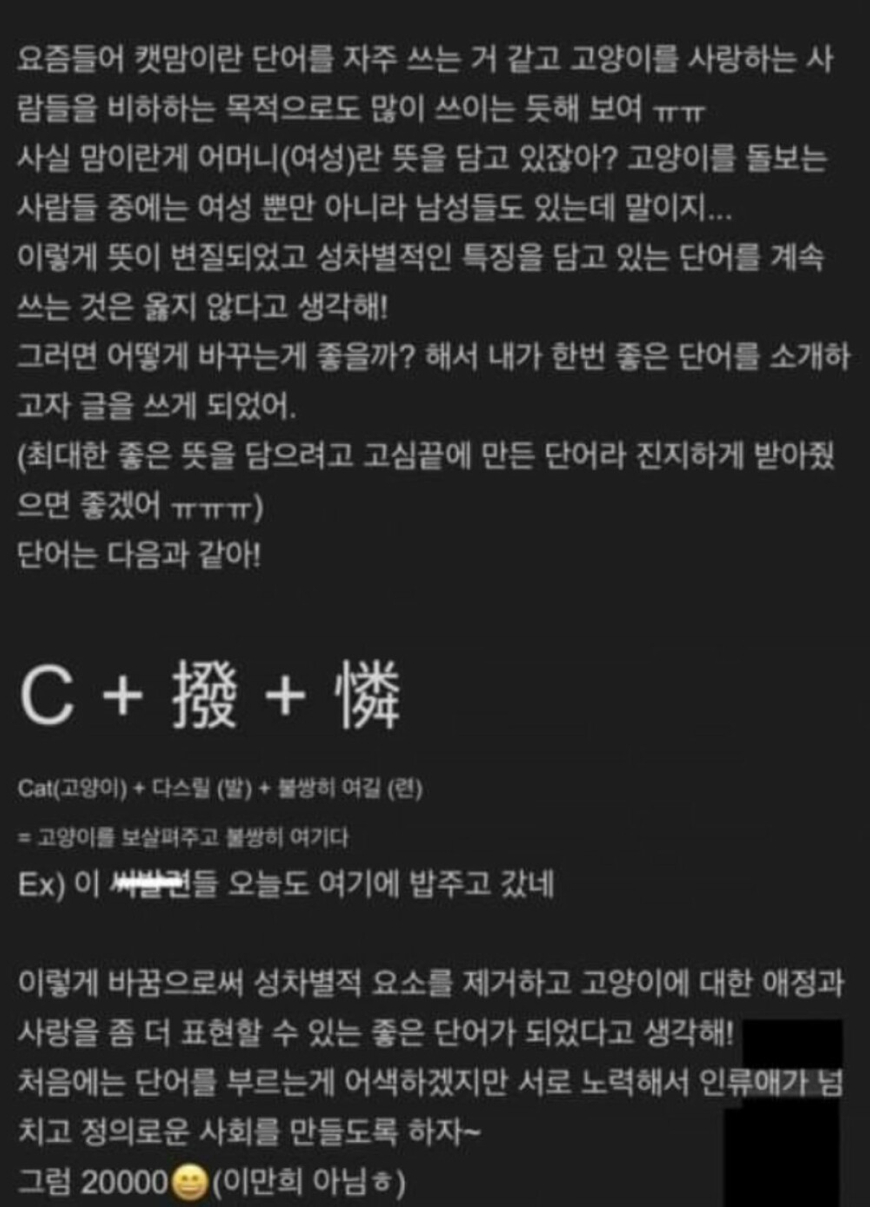 요즘들어 캣맘이란 단어를 자주 쓰는 거 같고 고양이를 사랑하는 사
람들을 비하하는 목적으로도 많이 쓰이는 듯해 보여 ㅠㅠ
사실 맘이란게 어머니(여성)란 뜻을 담고 있잖아? 고양이를 돌보는
사람들 중에는 여성 뿐만 아니라 남성들도 있는데 말이지...
이렇게 뜻이 변질되었고 성차별적인 특징을 담고 있는 단어를 계속
쓰는 것은 옳지 않다고 생각해!
그러면 어떻게 바꾸는게 좋을까? 해서 내가 한번 좋은 단어를 소개하
고자 글을 쓰게 되었어.
(최대한 좋은 뜻을 담으려고 고심끝에 만든 단어라 진지하게 받아줬
으면 좋겠어 ㅠㅠㅠ)
단어는 다음과 같아!
C + 撥 + 憐
Cat(고양이) + 다스릴 (발) + 불쌍히 여길 (련)
= 고양이를 보살펴주고 불쌍히 여기다
Ex) 이 들 오늘도 여기에 밥주고 갔네
이렇게 바꿈으로써 성차별적 요소를 제거하고 고양이에 대한 애정과
사랑을 좀 더 표현할 수 있는 좋은 단어가 되었다고 생각해!
처음에는 단어를 부르는게 어색하겠지만 서로 노력해서 인류애가 넘
치고 정의로운 사회를 만들도록 하자~
그럼 20000😄(이만희 아님ㅎ)